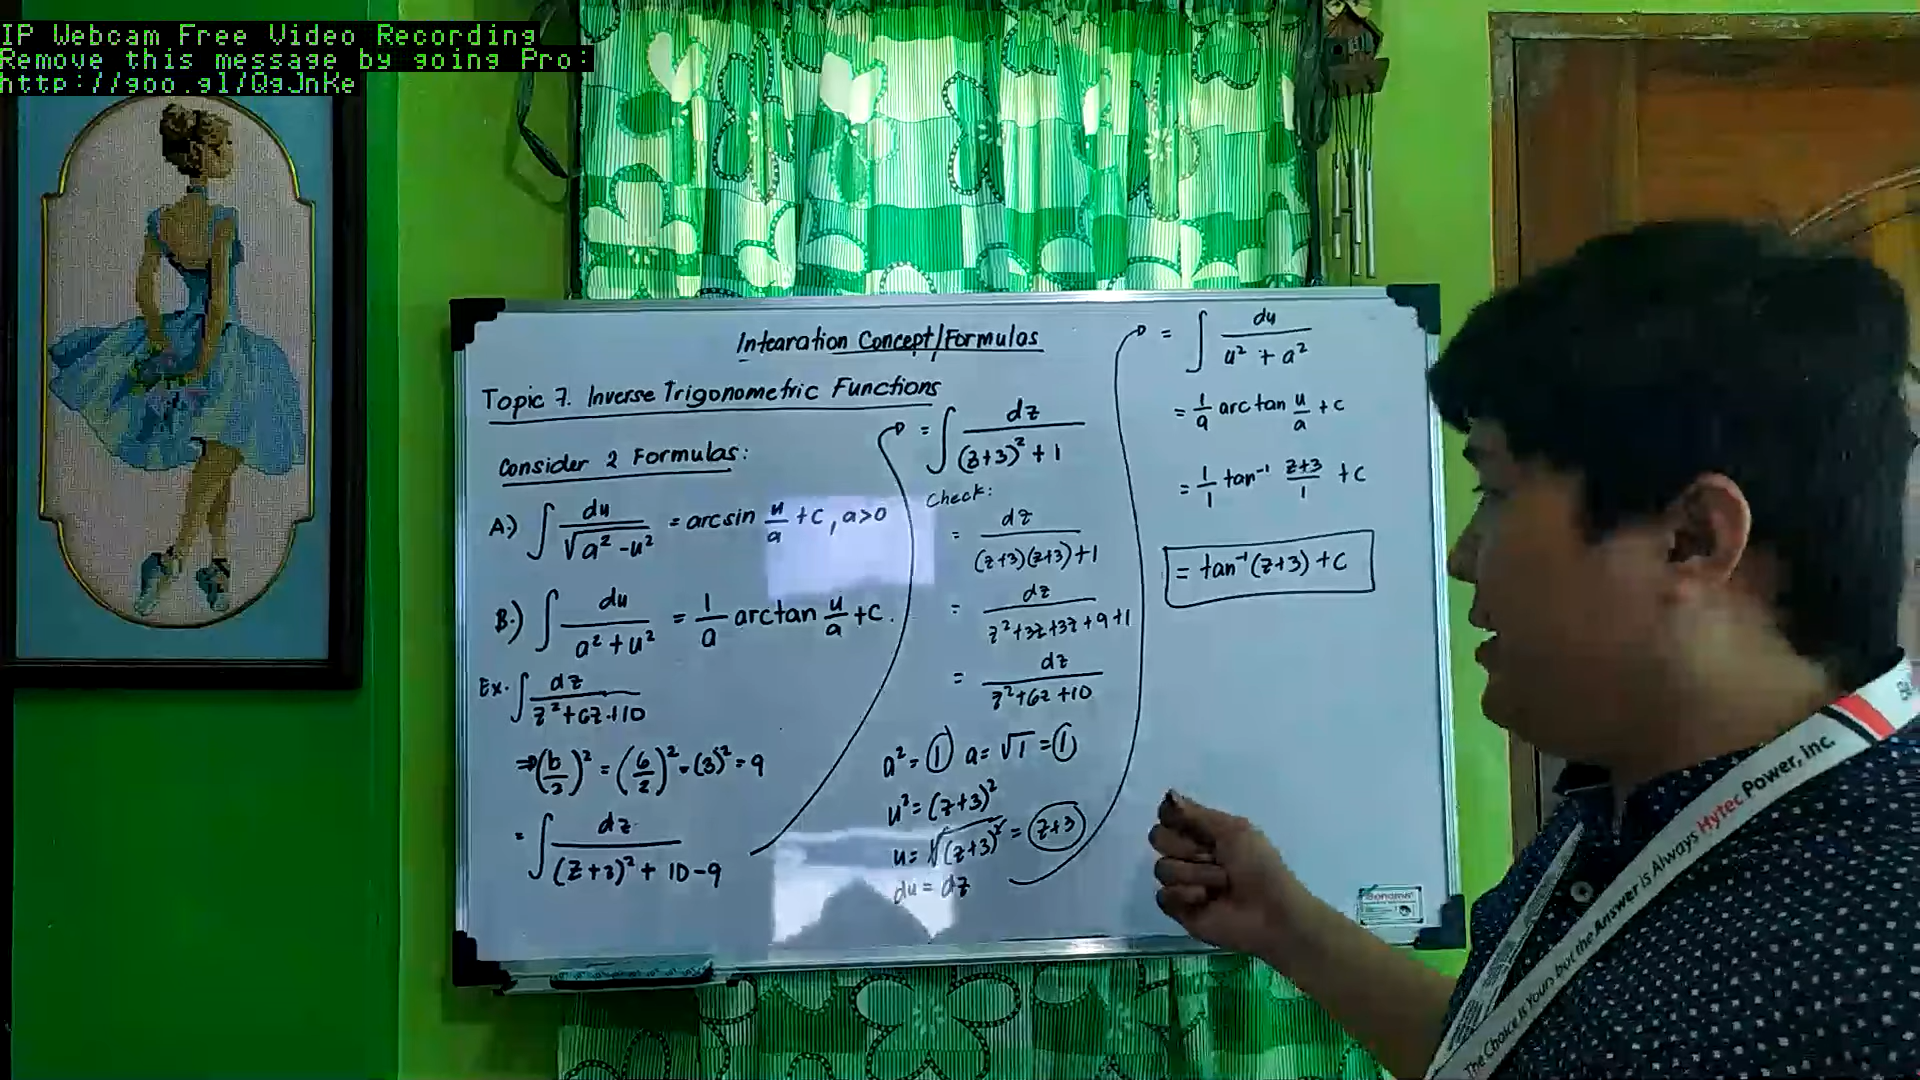 IP Webcam Free Video Recording
Remove this message by going Pro:
http://goo.gl/QgJnKe
Intearation Concept/Formulas
Topic 7. Inverse Trigonometric Functions
Consider 2 Formulas:
A.) ∫ du/√(a² - u²) = arcsin u/a + c, a>0
B.) ∫ du/(a² + u²) = 1/a arctan u/a + c.
Ex. ∫ dz/(z²+6z+10)
⇒ (b/2)² = (6/2)² = (3)² = 9
= ∫ dz/((z+3)² + 10-9)
= ∫ dz/((z+3)² + 1)
Check:
= dz/((z+3)(z+3)+1)
= dz/(z²+3z+3z+9+1)
= dz/(z²+6z+10)
a² = 1 a = √1 = 1
u² = (z+3)²
u = √(z+3)² = z+3
du = dz
= ∫ du/(u² + a²)
= 1/a arctan u/a + c
= 1/1 tan⁻¹ (z+3)/1 + c
= tan⁻¹(z+3) + c
The Choice is Yours but the Answer is Always Hytec Power, inc.